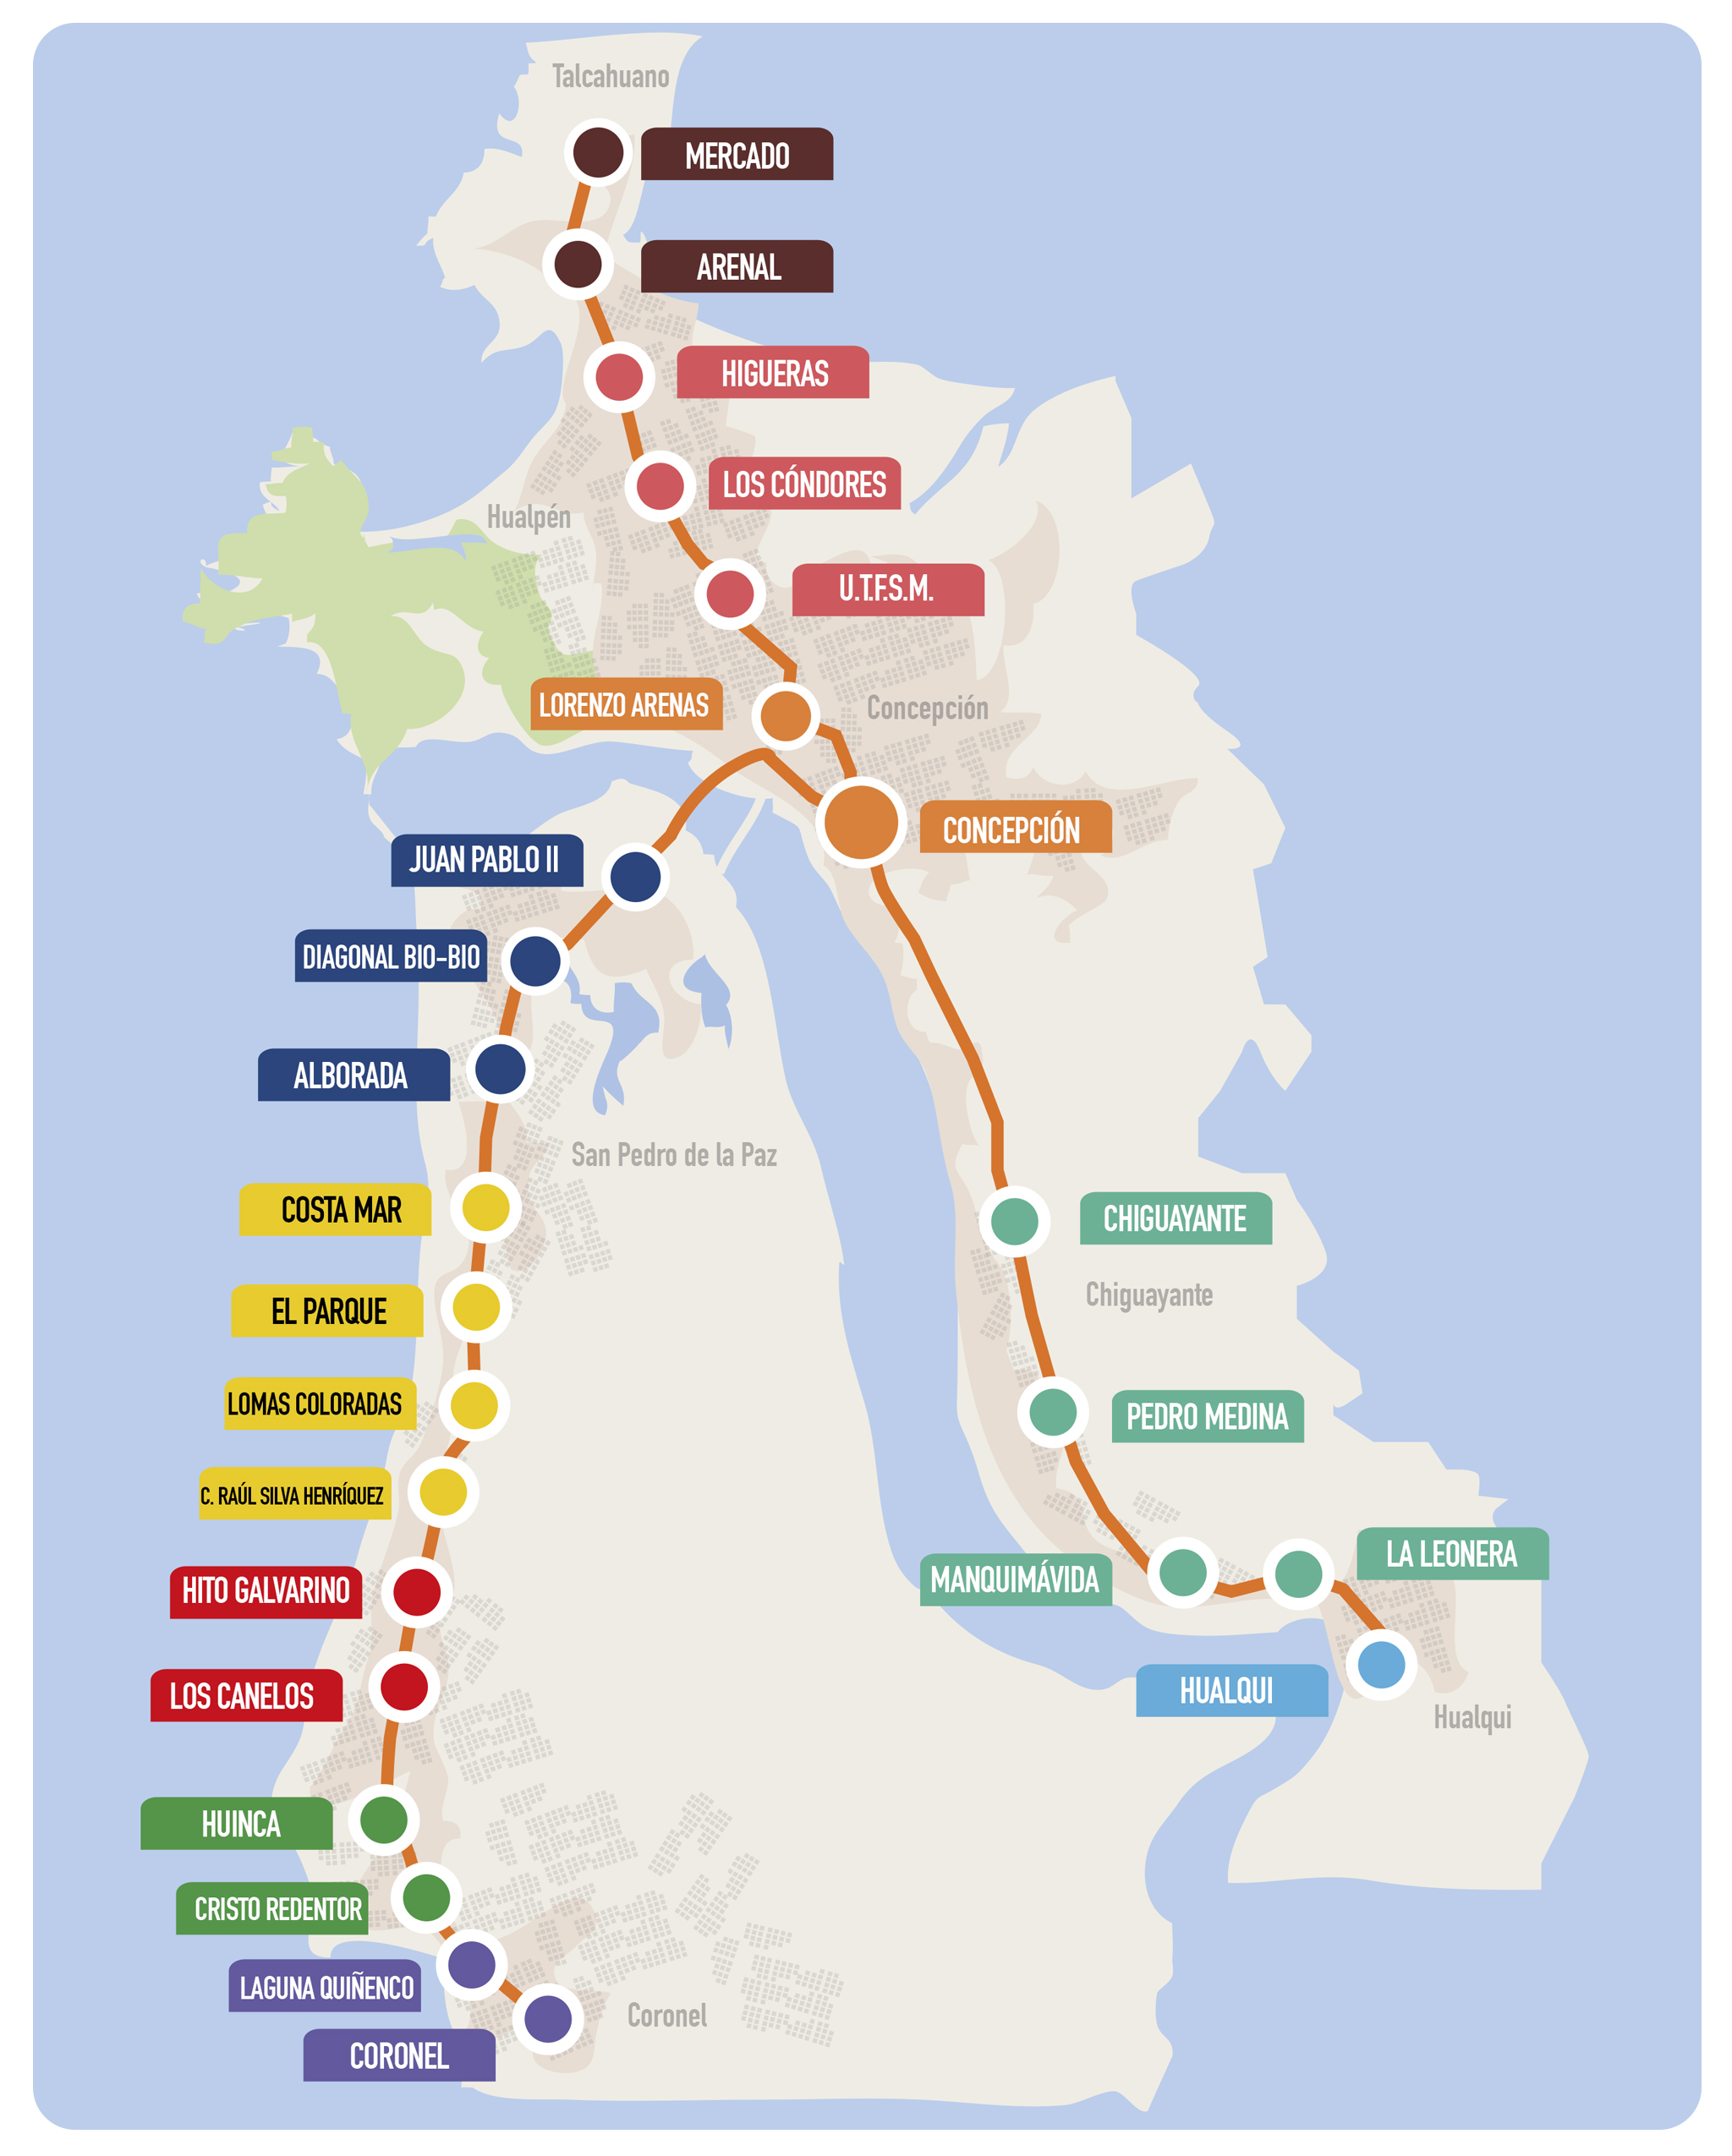 Talcahuano
MERCADO
ARENAL
HIGUERAS
LOS CÓNDORES
Hualpén
U.T.F.S.M.
LORENZO ARENAS
Concepción
CONCEPCIÓN
JUAN PABLO II
DIAGONAL BIO-BIO
ALBORADA
San Pedro de la Paz
COSTA MAR
CHIGUAYANTE
Chiguayante
EL PARQUE
LOMAS COLORADAS
PEDRO MEDINA
C. RAÚL SILVA HENRÍQUEZ
LA LEONERA
MANQUIMÁVIDA
HITO GALVARINO
HUALQUI
LOS CANELOS
Hualqui
HUINCA
CRISTO REDENTOR
LAGUNA QUIÑENCO
Coronel
CORONEL